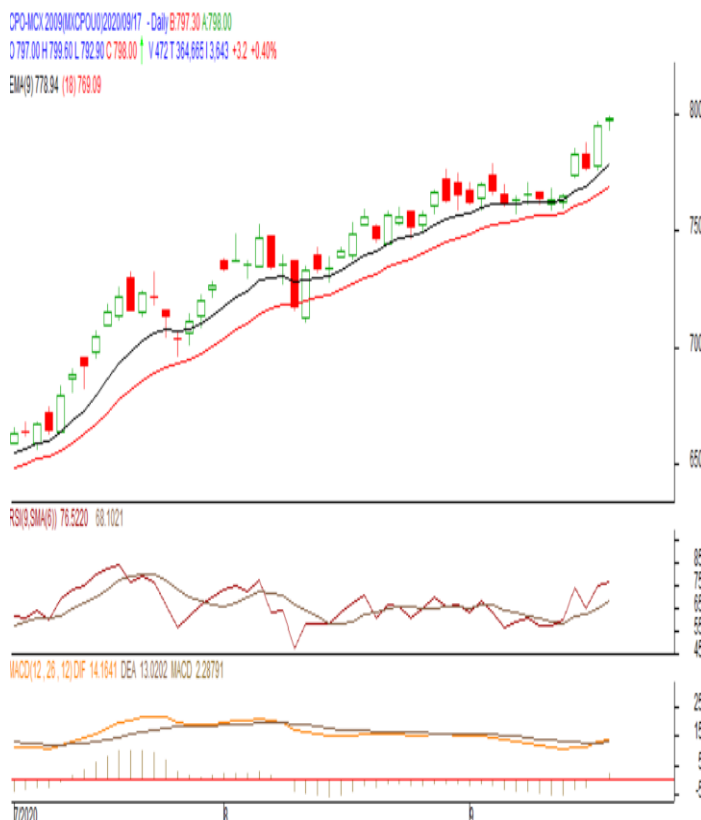 CPO-MCX 2009(MXCPOU0)2020/09/17 - Daily B:797.30 A:798.00
O 797.00 H 799.60 L 792.90 C 798.00 V 472 T 364,665 I 3,643 +3.2 +0.40%
EMA(9) 778.94 (18) 769.09
800
750
700
650
RSI(9,SMA(6)) 76.5220 68.1021
85
75
65
55
45
MACD(12, 26, 12) DIF 14.1641 DEA 13.0202 MACD 2.28791
25
15
5
-5
7/2020 8 9